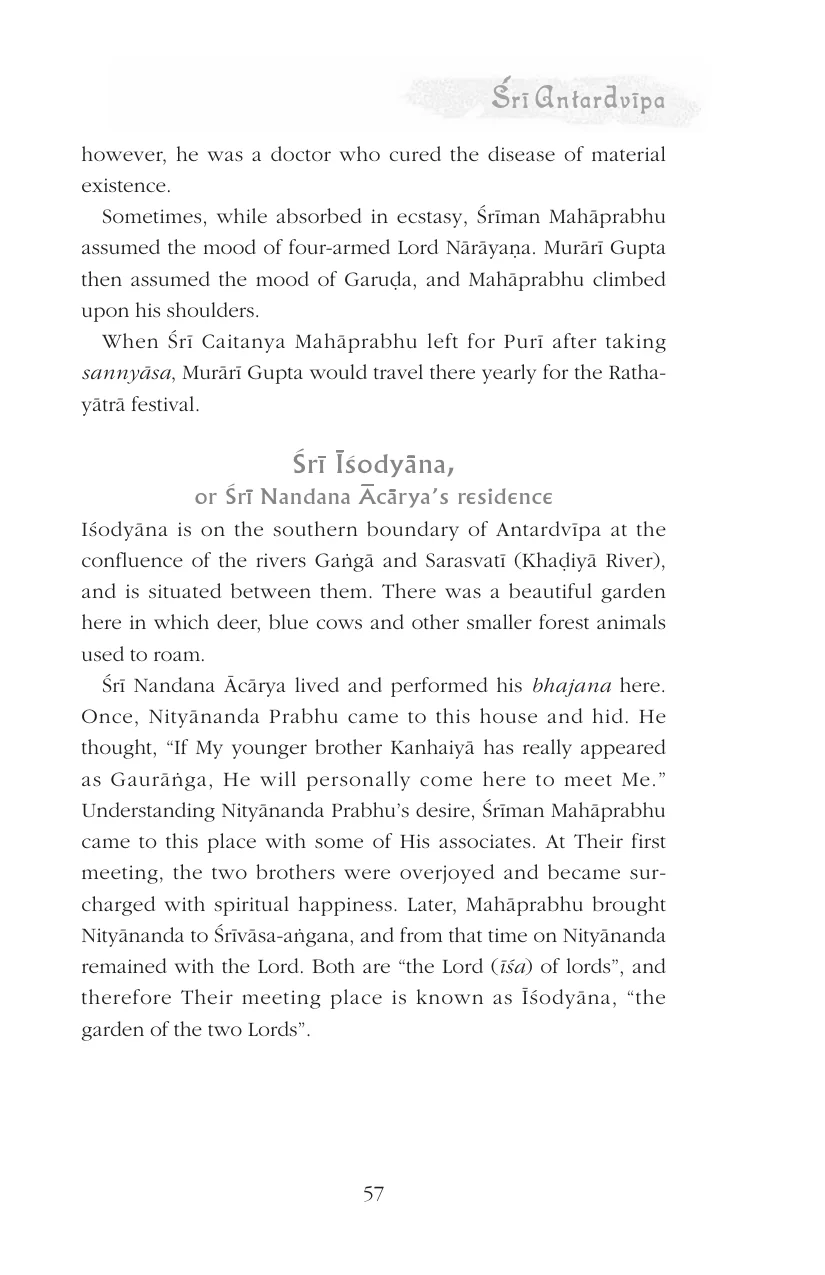 Śrī Antardvīpa
however, he was a doctor who cured the disease of material
existence.
Sometimes, while absorbed in ecstasy, Śrīman Mahāprabhu
assumed the mood of four-armed Lord Nārāyaṇa. Murārī Gupta
then assumed the mood of Garuḍa, and Mahāprabhu climbed
upon his shoulders.
When Śrī Caitanya Mahāprabhu left for Purī after taking
sannyāsa, Murārī Gupta would travel there yearly for the Ratha-
yātrā festival.
Śrī Īśodyāna,
or Śrī Nandana Ācārya’s residence
Iśodyāna is on the southern boundary of Antardvīpa at the
confluence of the rivers Gaṅgā and Sarasvatī (Khaḍiyā River),
and is situated between them. There was a beautiful garden
here in which deer, blue cows and other smaller forest animals
used to roam.
Śrī Nandana Ācārya lived and performed his bhajana here.
Once, Nityānanda Prabhu came to this house and hid. He
thought, “If My younger brother Kanhaiyā has really appeared
as Gaurāṅga, He will personally come here to meet Me.”
Understanding Nityānanda Prabhu’s desire, Śrīman Mahāprabhu
came to this place with some of His associates. At Their first
meeting, the two brothers were overjoyed and became sur-
charged with spiritual happiness. Later, Mahāprabhu brought
Nityānanda to Śrīvāsa-aṅgana, and from that time on Nityānanda
remained with the Lord. Both are “the Lord (īśa) of lords”, and
therefore Their meeting place is known as Īśodyāna, “the
garden of the two Lords”.
57